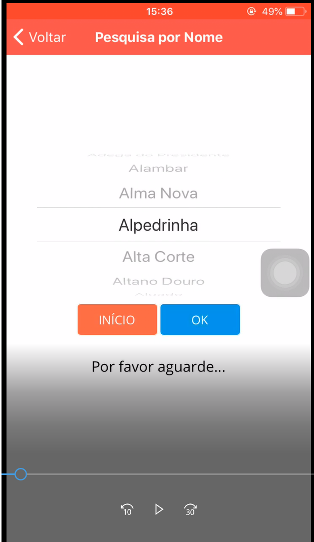 15:36
49%
Voltar
Pesquisa por Nome
Alambar
Alma Nova
Alpedrinha
Alta Corte
Altano Douro
INÍCIO
OK
Por favor aguarde...
10
30